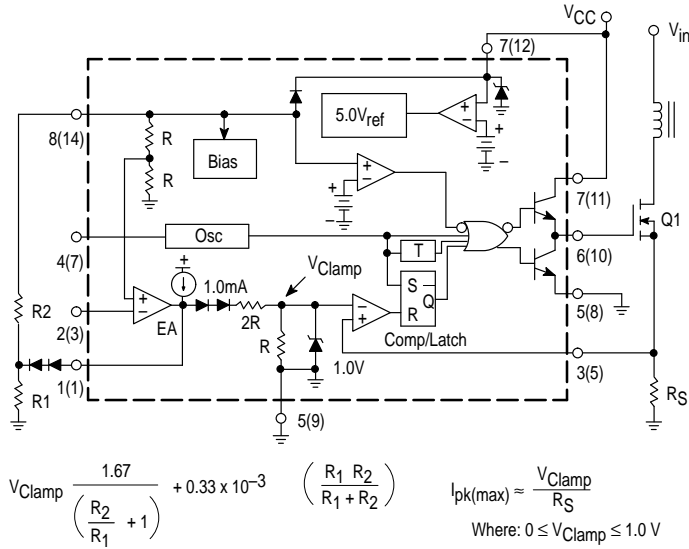 VCC
Vin
7(12)
5.0Vref
+
–
8(14)
R
Bias
R
+
–
7(11)
Osc
4(7)
T
6(10)
Q1
+
1.0mA
VClamp
S
Q
R
5(8)
R2
+
–
EA
2R
–
+
Comp/Latch
2(3)
R
1.0V
3(5)
1(1)
R1
RS
5(9)
VClamp 1.67 / (R2/R1 + 1) + 0.33 x 10–3 (R1 R2 / R1 + R2)
Ipk(max) ≈ VClamp / RS
Where: 0 ≤ VClamp ≤ 1.0 V